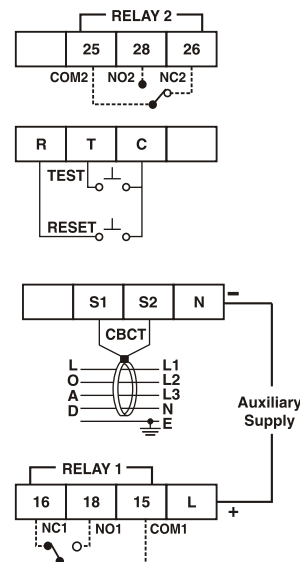 RELAY 2
25 28 26
COM2 NO2 NC2
R T C
TEST
RESET
S1 S2 N −
CBCT
L L1
O L2
A L3
D N
E
Auxiliary
Supply
RELAY 1
16 18 15 L +
NC1 NO1 COM1